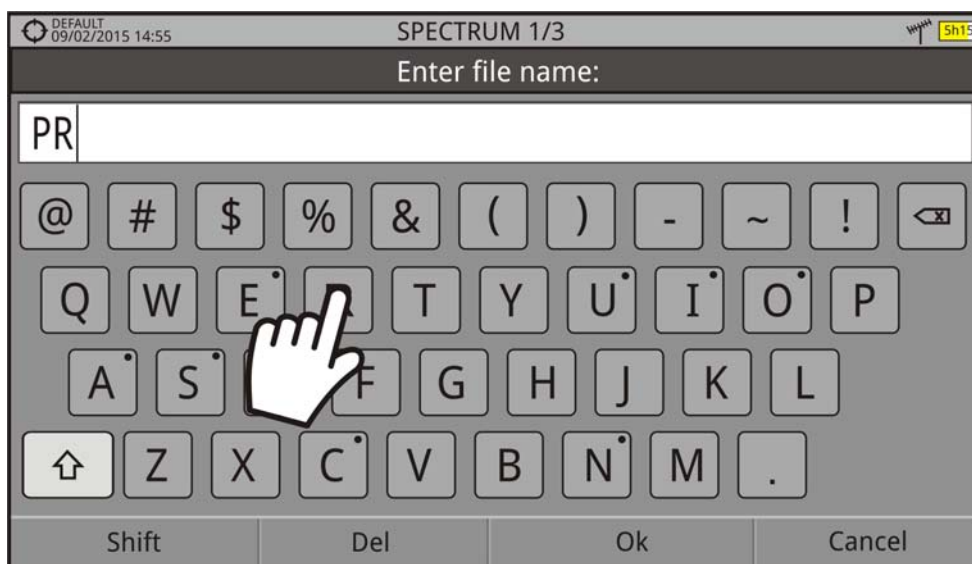 DEFAULT
09/02/2015 14:55
SPECTRUM 1/3
5h15
Enter file name:
PR
@ # $ % & ( ) - ~ !
Q W E R T Y U I O P
A S F G H J K L
Z X C V B N M .
Shift Del Ok Cancel